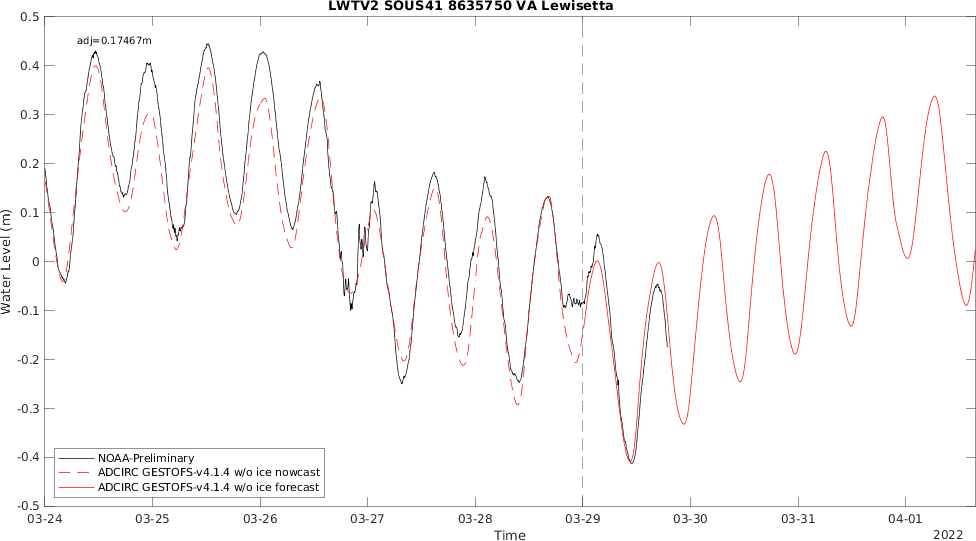 LWTV2 SOUS41 8635750 VA Lewisetta
adj=0.17467m
0.5
0.4
0.3
0.2
0.1
0
-0.1
-0.2
-0.3
-0.4
-0.5
Water Level (m)
NOAA-Preliminary
ADCIRC GESTOFS-v4.1.4 w/o ice nowcast
ADCIRC GESTOFS-v4.1.4 w/o ice forecast
03-24 03-25 03-26 03-27 03-28 03-29 03-30 03-31 04-01
Time
2022